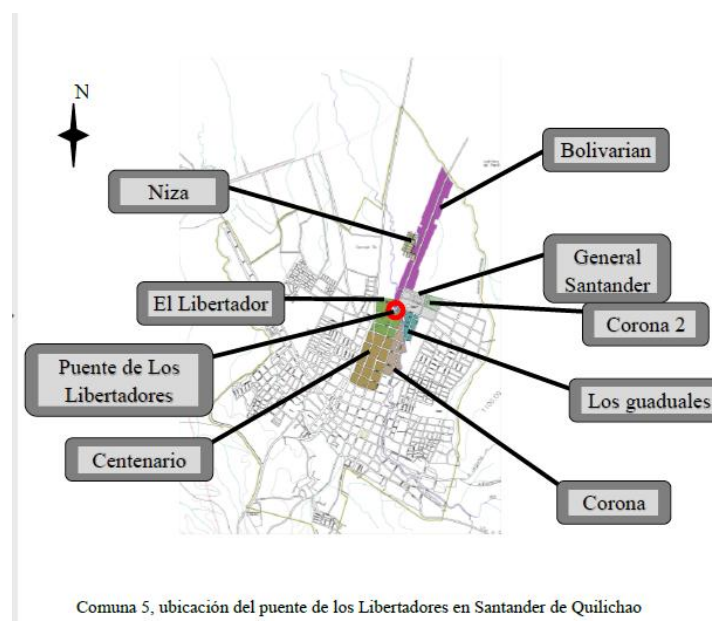 N
Bolivarian
Niza
General
Santander
El Libertador
Corona 2
Puente de Los
Libertadores
Los guaduales
Centenario
Corona
Comuna 5, ubicación del puente de los Libertadores en Santander de Quilichao